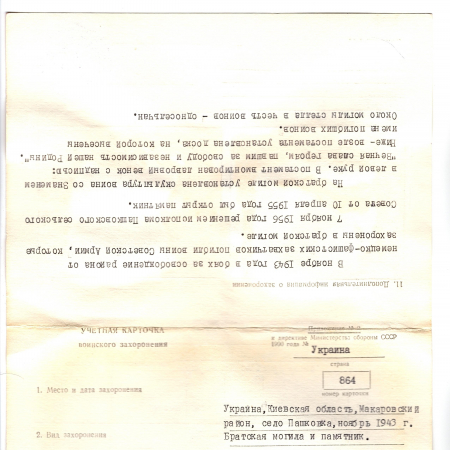 11. Дополнительная информация о захоронении
В ноябре 1943 года в боях за освобождение района от
немецко-фашистских захватчиков погибли воины Советской Армии, которые
захоронены в братской могиле.
7 ноября 1956 года решением исполкома Пашковского сельского
Совета 10 апреля 1955 был открыт памятник.
На братской могиле установлена скульптура воина со Знаменем
в левой руке. В постамент вмонтирован лавровый венок с надписью:
"Вечная слава героям, павшим за свободу и независимость нашей Родины".
Ниже- возле постамента установлена доска, на которой высечены
имена погибших воинов.
Около могилы стелла в честь воинов - односельчан.
УЧЕТНАЯ КАРТОЧКА
воинского захоронения
к директиве Министерства обороны СССР
1990 года №
Украина
страна
864
номер карточки
1. Место и дата захоронения
Украина,Киевская область,Макаровский
район, село Пашковка,ноябрь 1943 г.
2. Вид захоронения
Братская могила и памятник.